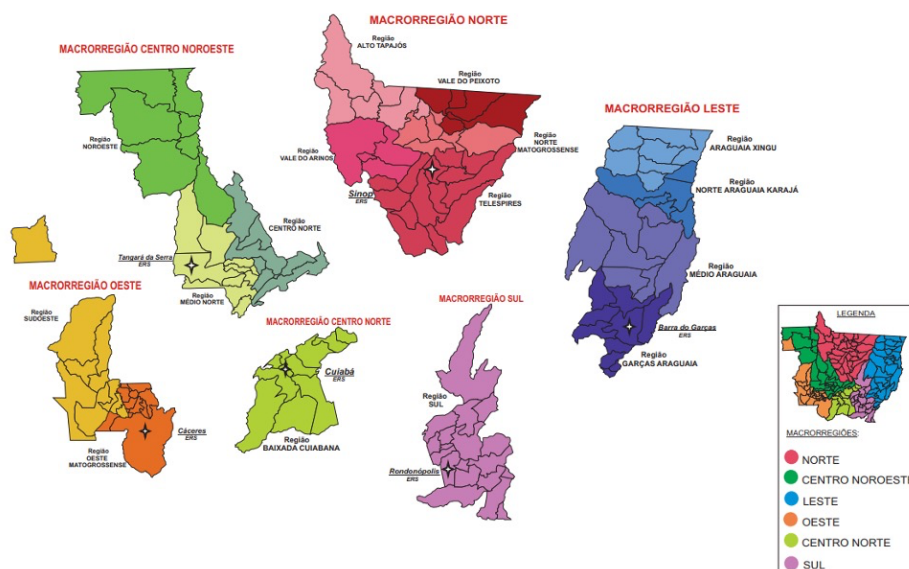 MACRORREGIÃO NORTE
Região
ALTO TAPAJÓS
MACRORREGIÃO CENTRO NOROESTE
Região
VALE DO PEIXOTO
MACRORREGIÃO LESTE
Região
NOROESTE
Região
VALE DO ARINOS
Região
NORTE
MATOGROSSENSE
Região
ARAGUAIA XINGU
Região
NORTE ARAGUAIA KARAJÁ
Sinop
ERS
Região
TELESPIRES
Região
CENTRO NORTE
Tangará da Serra
ERS
Região
MÉDIO NORTE
Região
MÉDIO ARAGUAIA
Barra do Garças
ERS
Região
GARÇAS ARAGUAIA
MACRORREGIÃO OESTE
Região
SUDOESTE
Cáceres
ERS
Região
OESTE
MATOGROSSENSE
MACRORREGIÃO CENTRO NORTE
Cuiabá
ERS
Região
BAIXADA CUIABANA
MACRORREGIÃO SUL
Região
SUL
Rondonópolis
ERS
LEGENDA
MACRORREGIÕES:
NORTE
CENTRO NOROESTE
LESTE
OESTE
CENTRO NORTE
SUL